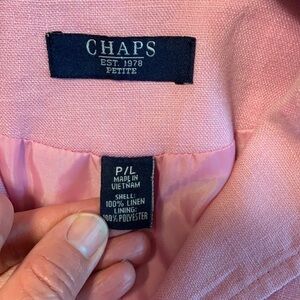 CHAPS
EST. 1978
PETITE
P/L
MADE IN
VIETNAM
SHELL:
100% LINEN
LINING:
100% POLYESTER